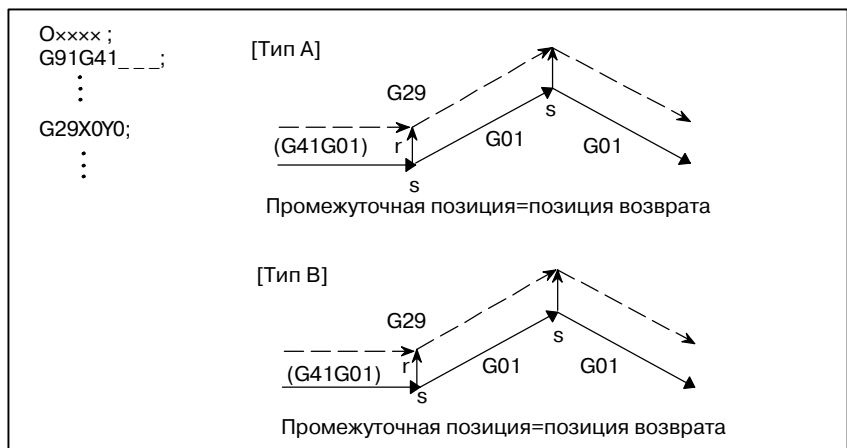 O×××× ;
G91G41_ _ _;
G29X0Y0;
[Тип A]
G29
(G41G01)
r
s
G01
s
G01
Промежуточная позиция=позиция возврата
[Тип B]
G29
(G41G01)
r
s
G01
s
G01
Промежуточная позиция=позиция возврата